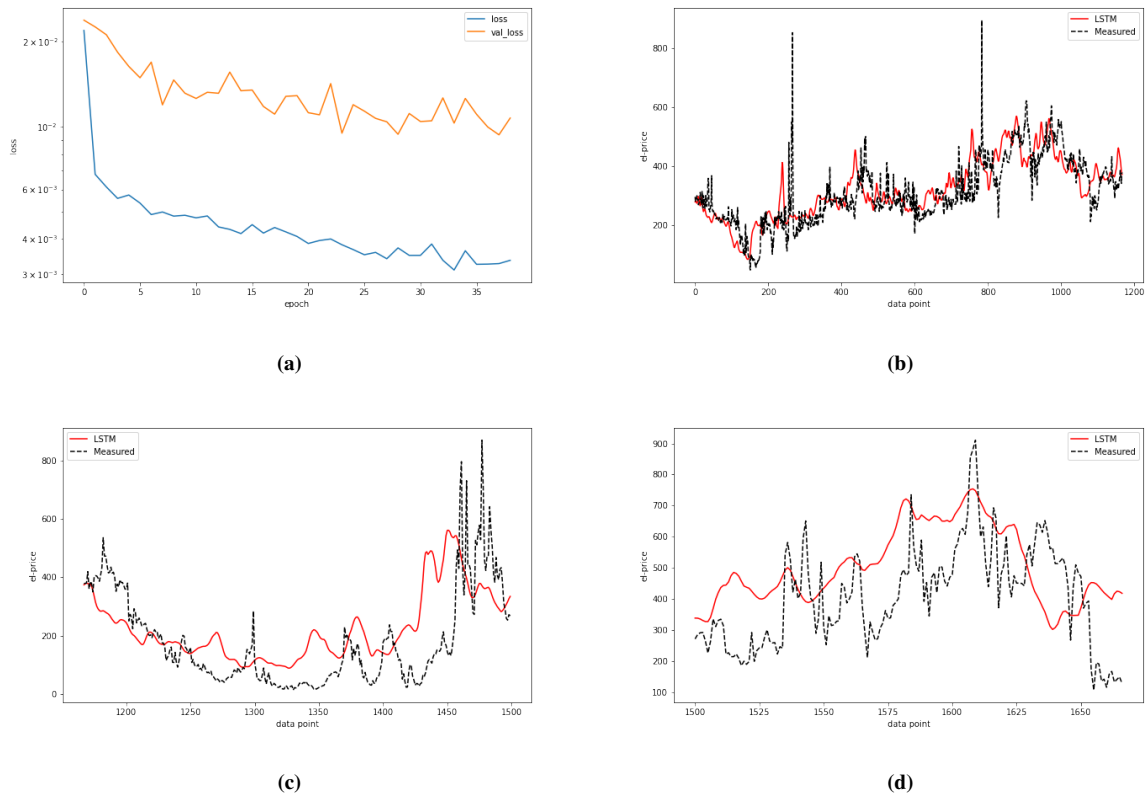 loss
val_loss
2 × 10⁻²
10⁻²
6 × 10⁻³
4 × 10⁻³
3 × 10⁻³
loss
0 5 10 15 20 25 30 35
epoch
(a)
LSTM
Measured
800
600
400
200
el-price
0 200 400 600 800 1000 1200
data point
(b)
LSTM
Measured
800
600
400
200
0
el-price
1200 1250 1300 1350 1400 1450 1500
data point
(c)
LSTM
Measured
900
800
700
600
500
400
300
200
100
el-price
1500 1525 1550 1575 1600 1625 1650
data point
(d)